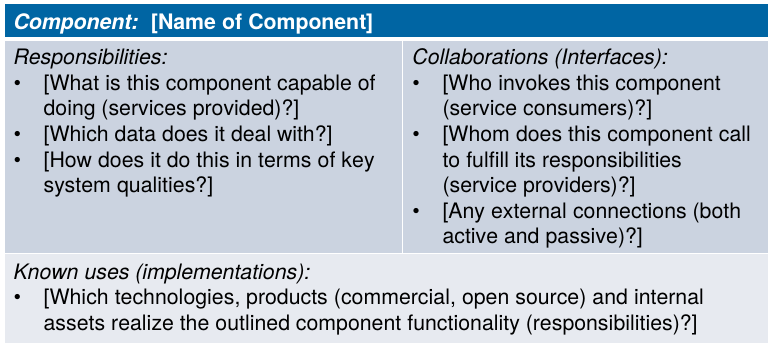 Component: [Name of Component]
Responsibilities:
• [What is this component capable of
doing (services provided)?]
• [Which data does it deal with?]
• [How does it do this in terms of key
system qualities?]
Collaborations (Interfaces):
• [Who invokes this component
(service consumers)?]
• [Whom does this component call
to fulfill its responsibilities
(service providers)?]
• [Any external connections (both
active and passive)?]
Known uses (implementations):
• [Which technologies, products (commercial, open source) and internal
assets realize the outlined component functionality (responsibilities)?]